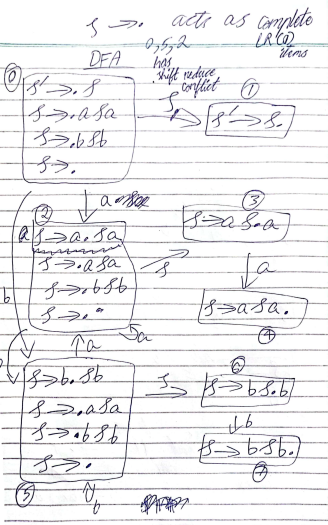 S → . acts as complete
LR(0) items
DFA
0, 5, 2
has
shift reduce
conflict
0
S' → . S
S → . a S a
S → . b S b
S → .
S
1
S' → S .
a
2
S → a . S a
S → . a S a
S → . b S b
S → .
a
a
b
S
3
S → a S . a
a
S → a S a .
4
a
S → b . S b
S → . a S a
S → . b S b
S → .
5
b
S
6
S → b S . b
b
S → b S b .
7